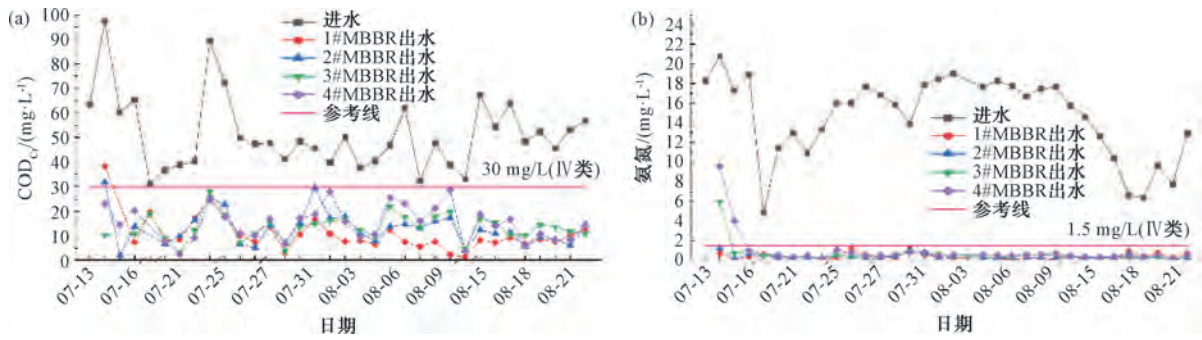 (a)
COD_Cr/(mg·L⁻¹)
100
90
80
70
60
50
40
30
20
10
0
进水
1#MBBR出水
2#MBBR出水
3#MBBR出水
4#MBBR出水
参考线
30 mg/L(Ⅳ类)
07-13
07-16
07-21
07-25
07-27
07-31
08-03
08-06
08-09
08-15
08-18
08-21
日期
(b)
氨氮/(mg·L⁻¹)
24
22
20
18
16
14
12
10
8
6
4
2
0
进水
1#MBBR出水
2#MBBR出水
3#MBBR出水
4#MBBR出水
参考线
1.5 mg/L(Ⅳ类)
07-13
07-16
07-21
07-25
07-27
07-31
08-03
08-06
08-09
08-15
08-18
08-21
日期